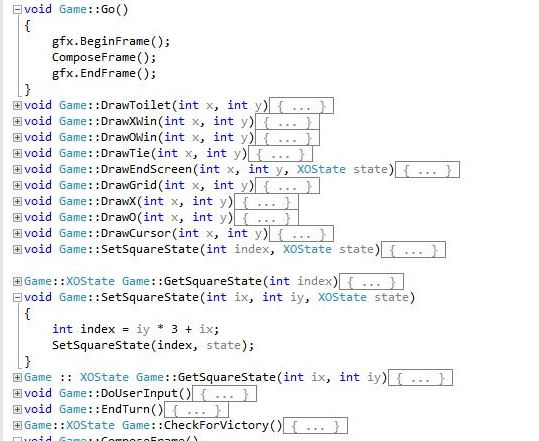 void Game::Go()
{
gfx.BeginFrame();
ComposeFrame();
gfx.EndFrame();
}
void Game::DrawToilet(int x, int y){ ... }
void Game::DrawXWin(int x, int y){ ... }
void Game::DrawOWin(int x, int y){ ... }
void Game::DrawTie(int x, int y){ ... }
void Game::DrawEndScreen(int x, int y, XOState state){ ... }
void Game::DrawGrid(int x, int y){ ... }
void Game::DrawX(int x, int y){ ... }
void Game::DrawO(int x, int y){ ... }
void Game::DrawCursor(int x, int y){ ... }
void Game::SetSquareState(int index, XOState state){ ... }
Game::XOState Game::GetSquareState(int index){ ... }
void Game::SetSquareState(int ix, int iy, XOState state)
{
int index = iy * 3 + ix;
SetSquareState(index, state);
}
Game :: XOState Game::GetSquareState(int ix, int iy){ ... }
void Game::DoUserInput(){ ... }
void Game::EndTurn(){ ... }
Game::XOState Game::CheckForVictory(){ ... }
void Game::ComposeFrame()